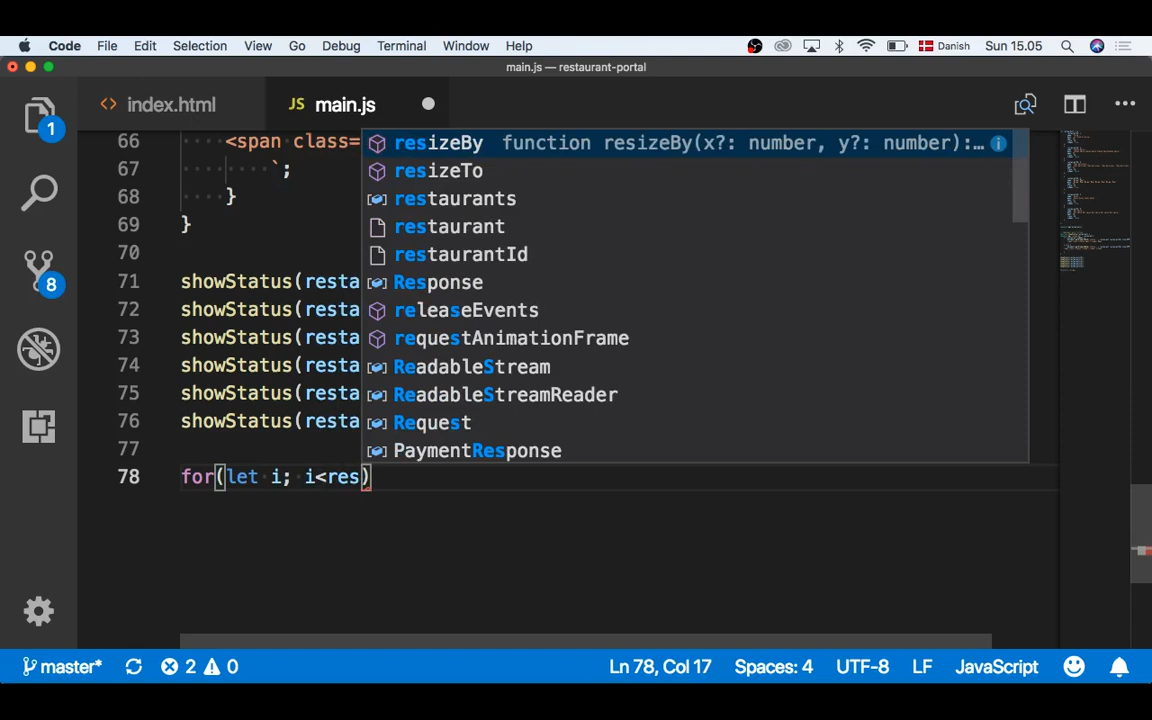 Code File Edit Selection View Go Debug Terminal Window Help Danish Sun 15.05
main.js — restaurant-portal
<> index.html JS main.js
1
8
66 ····<span·class=
67 ····`;
68 }
69 }
70
71 showStatus(resta
72 showStatus(resta
73 showStatus(resta
74 showStatus(resta
75 showStatus(resta
76 showStatus(resta
77
78 for(let·i;·i<res)
resizeBy function resizeBy(x?: number, y?: number):…
resizeTo
restaurants
restaurant
restaurantId
Response
releaseEvents
requestAnimationFrame
ReadableStream
ReadableStreamReader
Request
PaymentResponse
master* 2 0 Ln 78, Col 17 Spaces: 4 UTF-8 LF JavaScript